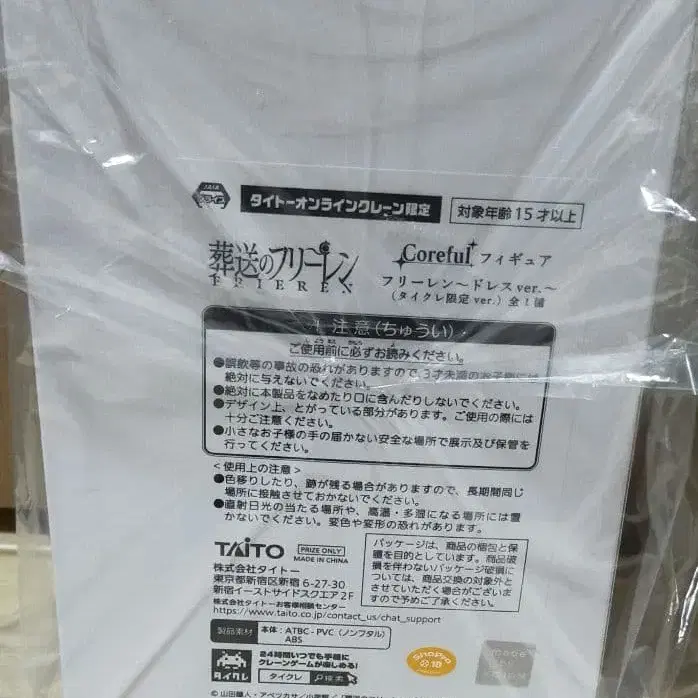 タイトーオンラインクレーン限定
対象年齢15才以上
葬送のフリーレン
FRIEREN
Coreful フィギュア
フリーレン～ドレスver.～
(タイクレ限定ver.) 全1種
注意(ちゅうい)
ご使用前に必ずお読みください。
●誤飲等の事故の恐れがありますので、3才未満のお子様には
絶対に与えないでください。
●絶対に本製品をなめたり口に含んだりしないでください。
●デザイン上、とがっている部分があります。ご使用の際には
十分ご注意ください。
●小さなお子様の手の届かない安全な場所で展示及び保管を
行ってください。
<使用上の注意>
●色移りしたり、跡が残る場合がありますので、長期間同じ
場所に接触させておかないでください。
●直射日光の当たる場所や、高温・多湿になる場所には置
かないでください。変色や変形の恐れがあります。
TAITO
PRIZE ONLY
MADE IN CHINA
株式会社タイトー
東京都新宿区新宿 6-27-30
新宿イーストサイドスクエア2F
株式会社タイトーお客様相談センター
https://www.taito.co.jp/contact_us/chat_support
パッケージは、商品の梱包と保
護を目的としています。商品破
損を伴わないパッケージ破損に
ついては、商品交換の対象外と
させていただく場合がございま
すので予めご了承ください。
製品素材
本体:ATBC-PVC(ノンフタル)
ABS
タイクレ
24時間いつでも手軽に
クレーンゲームが楽しめる!
タイクレ
検索
Shopro
公認
©山田鐘人・アベツカサ/小学館/「葬送のフリーレン